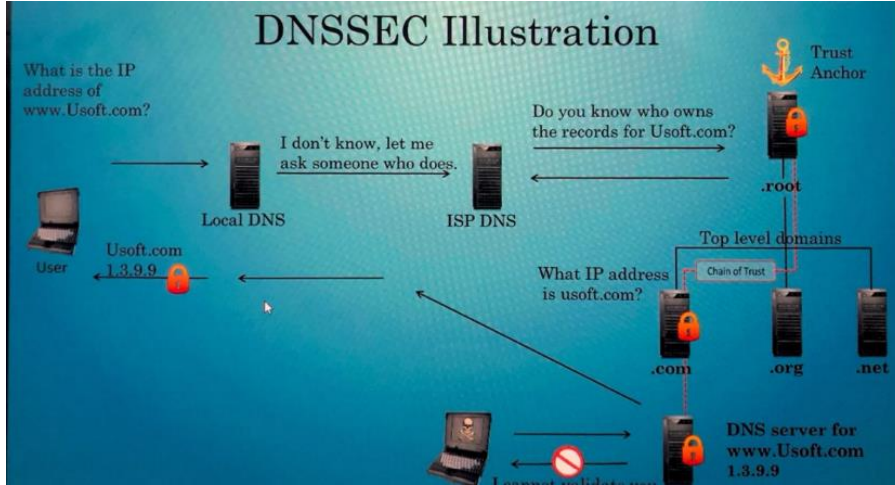 DNSSEC Illustration
What is the IP
address of
www.Usoft.com?
Trust
Anchor
Do you know who owns
the records for Usoft.com?
I don't know, let me
ask someone who does.
.root
Local DNS
ISP DNS
Top level domains
User
Usoft.com
1.3.9.9
What IP address
is usoft.com?
Chain of Trust
.com
.org
.net
DNS server for
www.Usoft.com
1.3.9.9
I cannot validate you